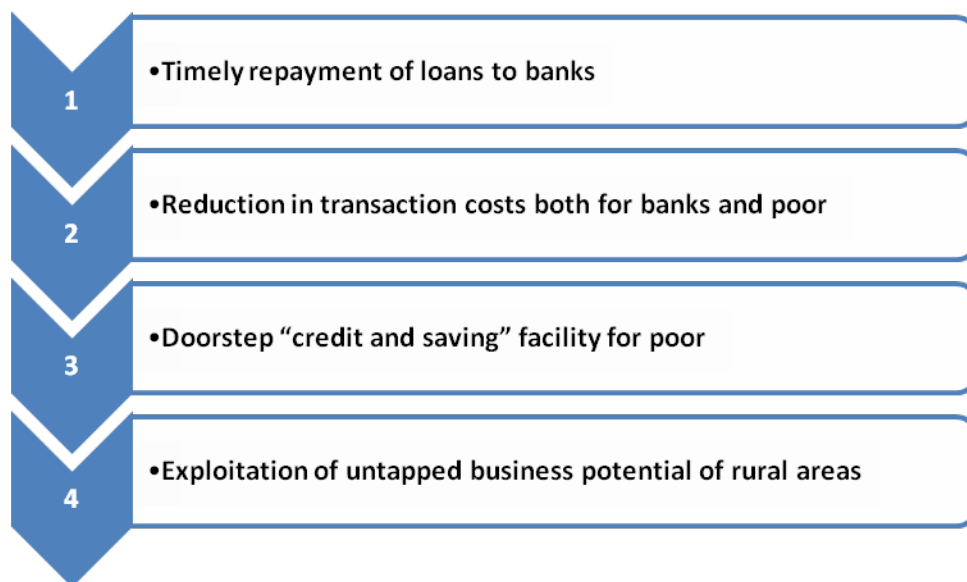 1
•Timely repayment of loans to banks
2
•Reduction in transaction costs both for banks and poor
3
•Doorstep “credit and saving” facility for poor
4
•Exploitation of untapped business potential of rural areas